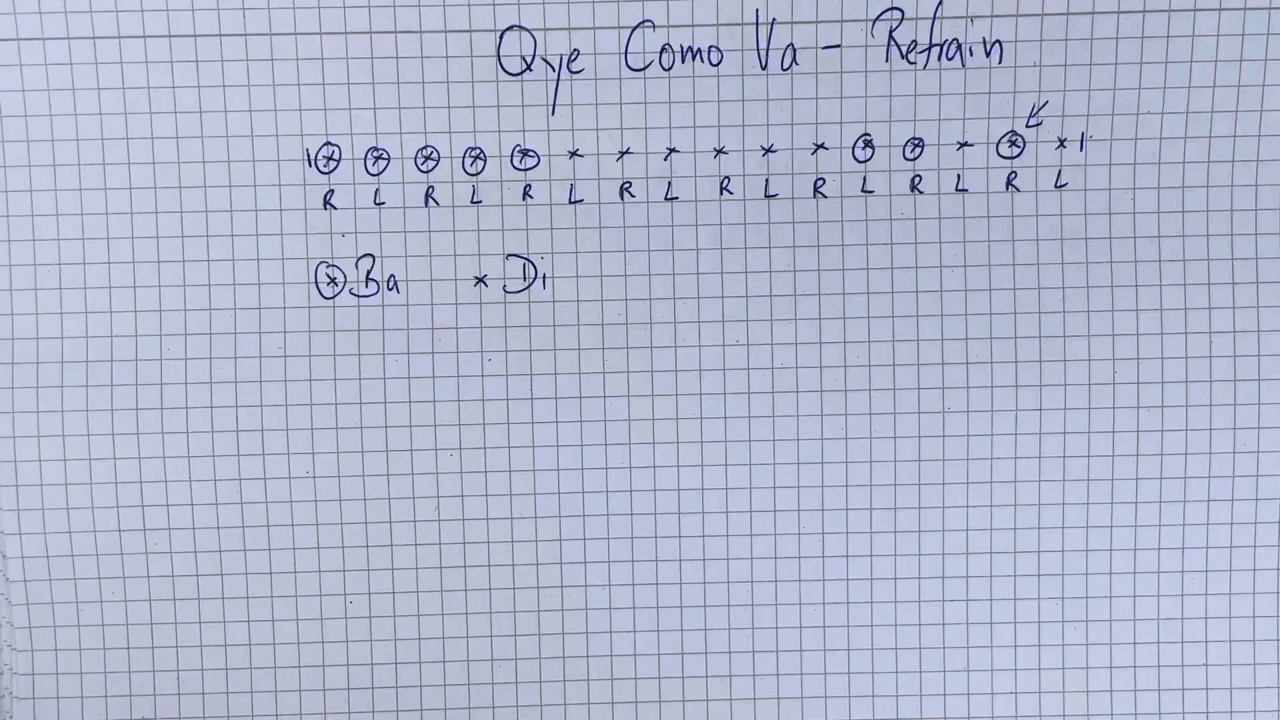 Oye Como Va - Refrain
|ⓧ ⓧ ⓧ ⓧ ⓧ x x x x x x ⓧ ⓧ x ⓧ x|
R L R L R L R L R L R L R L R L
ⓧ Ba x Di